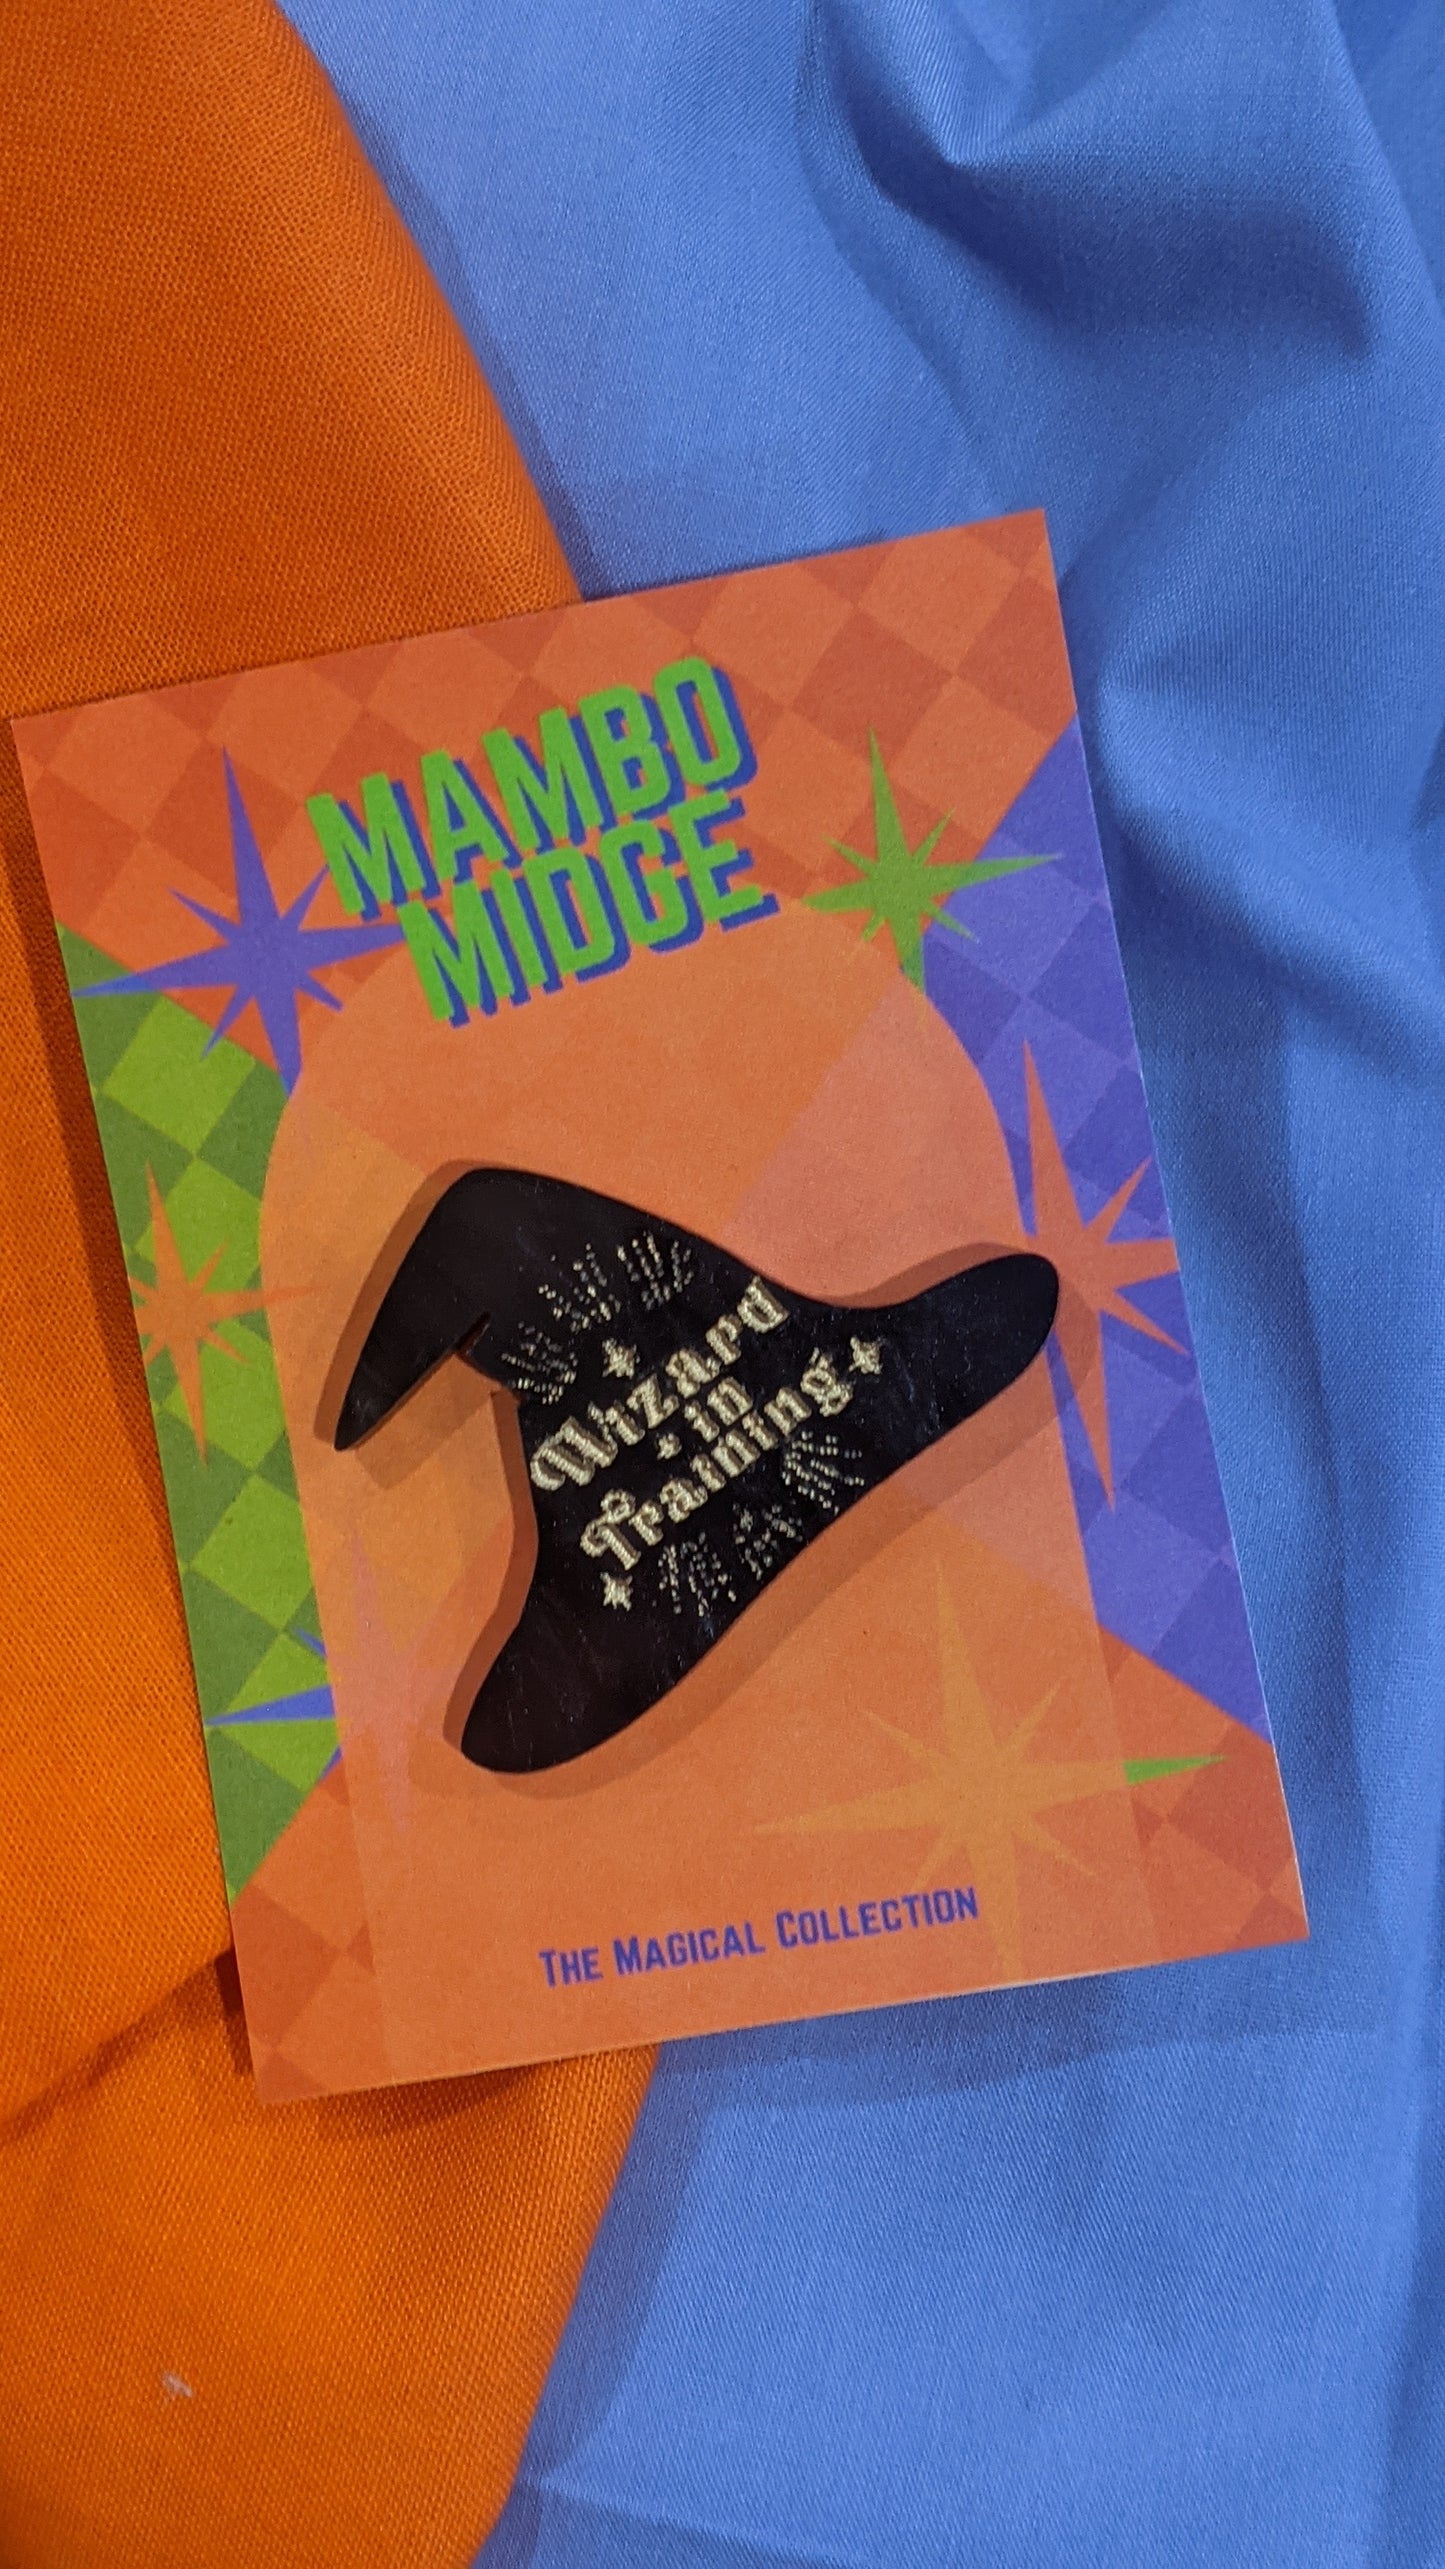 MAMBO
MIDGE
Wizard
in
Training
THE MAGICAL COLLECTION